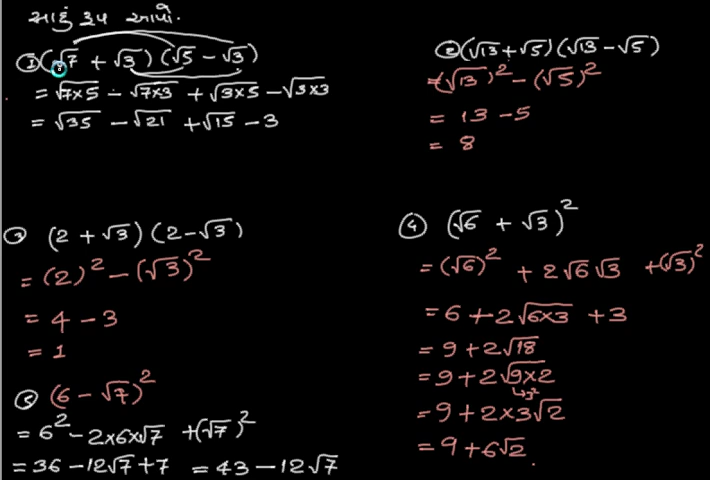 સાદું રૂપ આપો.
① (√7 + √3) (√5 − √3)
= √7×5 − √7×3 + √3×5 − √3×3
= √35 − √21 + √15 − 3
② (√13 + √5) (√13 − √5)
= (√13)² − (√5)²
= 13 − 5
= 8
③ (2 + √3) (2 − √3)
= (2)² − (√3)²
= 4 − 3
= 1
④ (√6 + √3)²
= (√6)² + 2√6√3 + (√3)²
= 6 + 2√6×3 + 3
= 9 + 2√18
= 9 + 2√9×2
↳3²
= 9 + 2×3√2
= 9 + 6√2.
⑤ (6 − √7)²
= 6² − 2×6×√7 + (√7)²
= 36 − 12√7 + 7 = 43 − 12√7